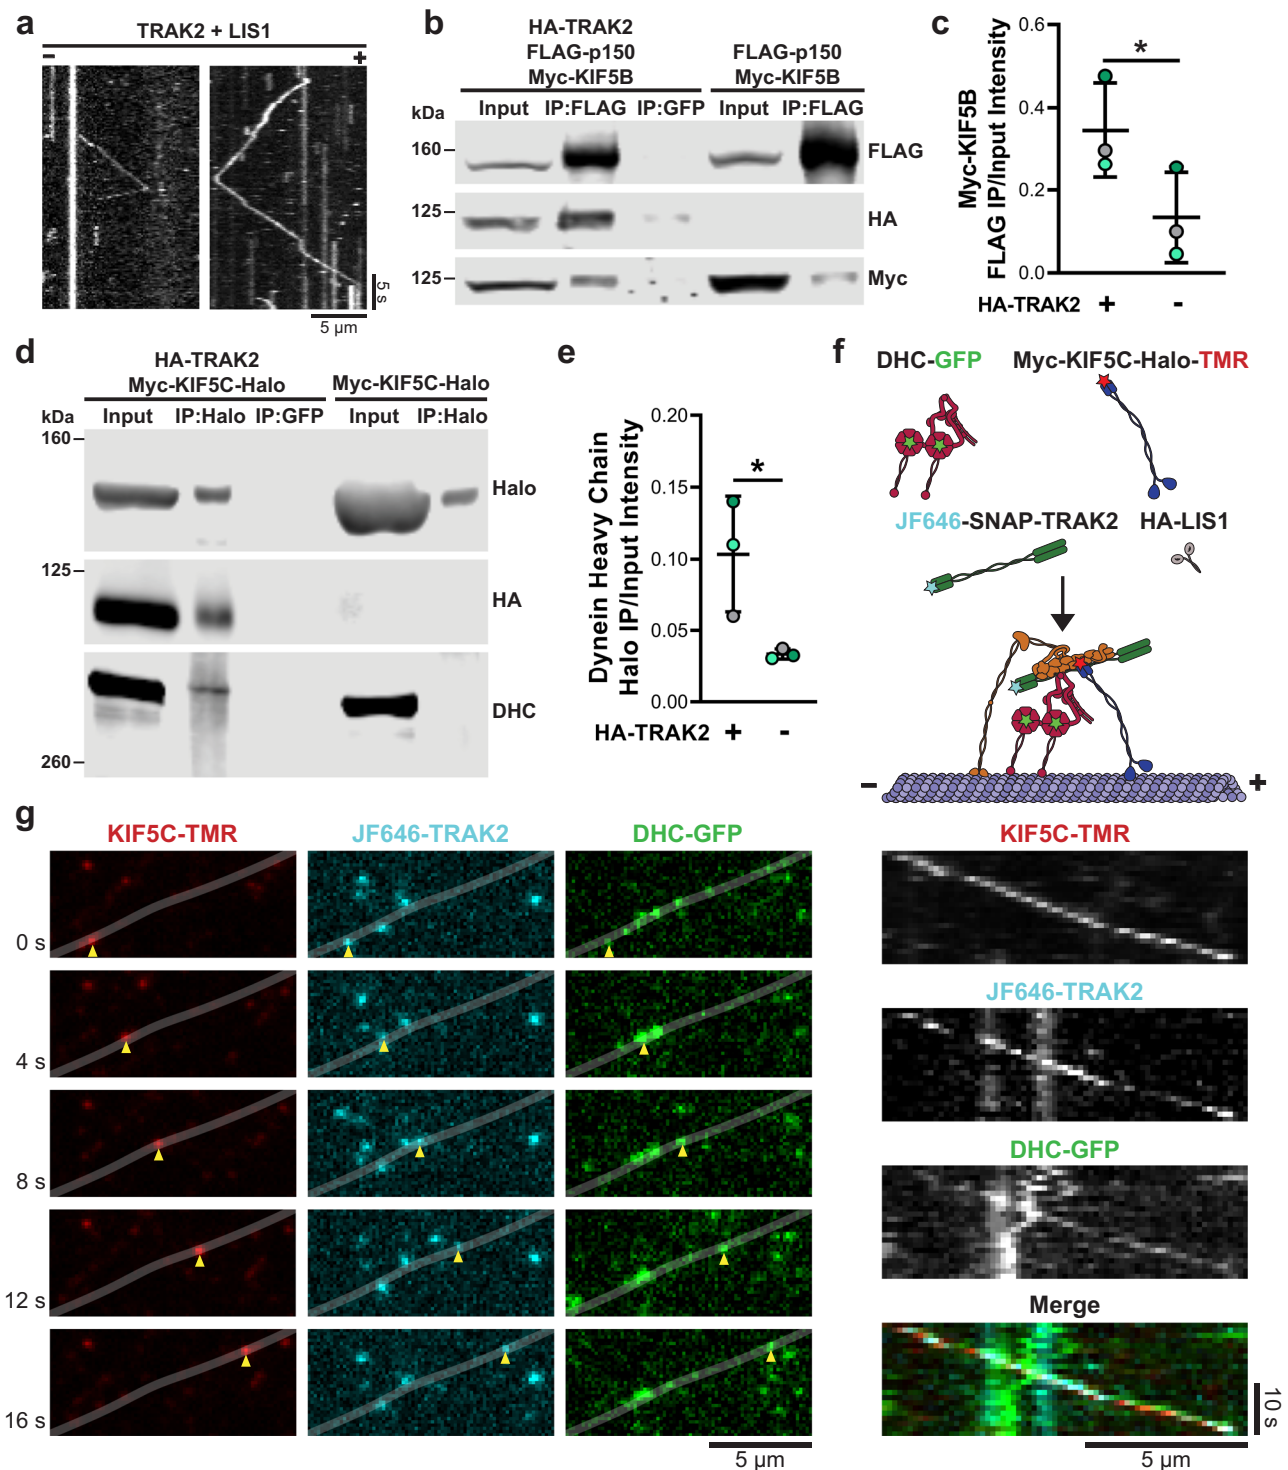 a
TRAK2 + LIS1
– +
5 s
5 µm
b
HA-TRAK2
FLAG-p150 FLAG-p150
Myc-KIF5B Myc-KIF5B
kDa Input IP:FLAG IP:GFP Input IP:FLAG
160 FLAG
125 HA
125 Myc
c
Myc-KIF5B
FLAG IP/Input Intensity
0.6
0.4
0.2
0.0
*
HA-TRAK2 + -
d
HA-TRAK2
Myc-KIF5C-Halo Myc-KIF5C-Halo
kDa Input IP:Halo IP:GFP Input IP:Halo
160
Halo
125
HA
DHC
260
e
Dynein Heavy Chain
Halo IP/Input Intensity
0.20
0.15
0.10
0.05
0.00
*
HA-TRAK2 + -
f
DHC-GFP Myc-KIF5C-Halo-TMR
JF646-SNAP-TRAK2 HA-LIS1
– +
g
KIF5C-TMR JF646-TRAK2 DHC-GFP
0 s
4 s
8 s
12 s
16 s
5 µm
KIF5C-TMR
JF646-TRAK2
DHC-GFP
Merge
10 s
5 µm